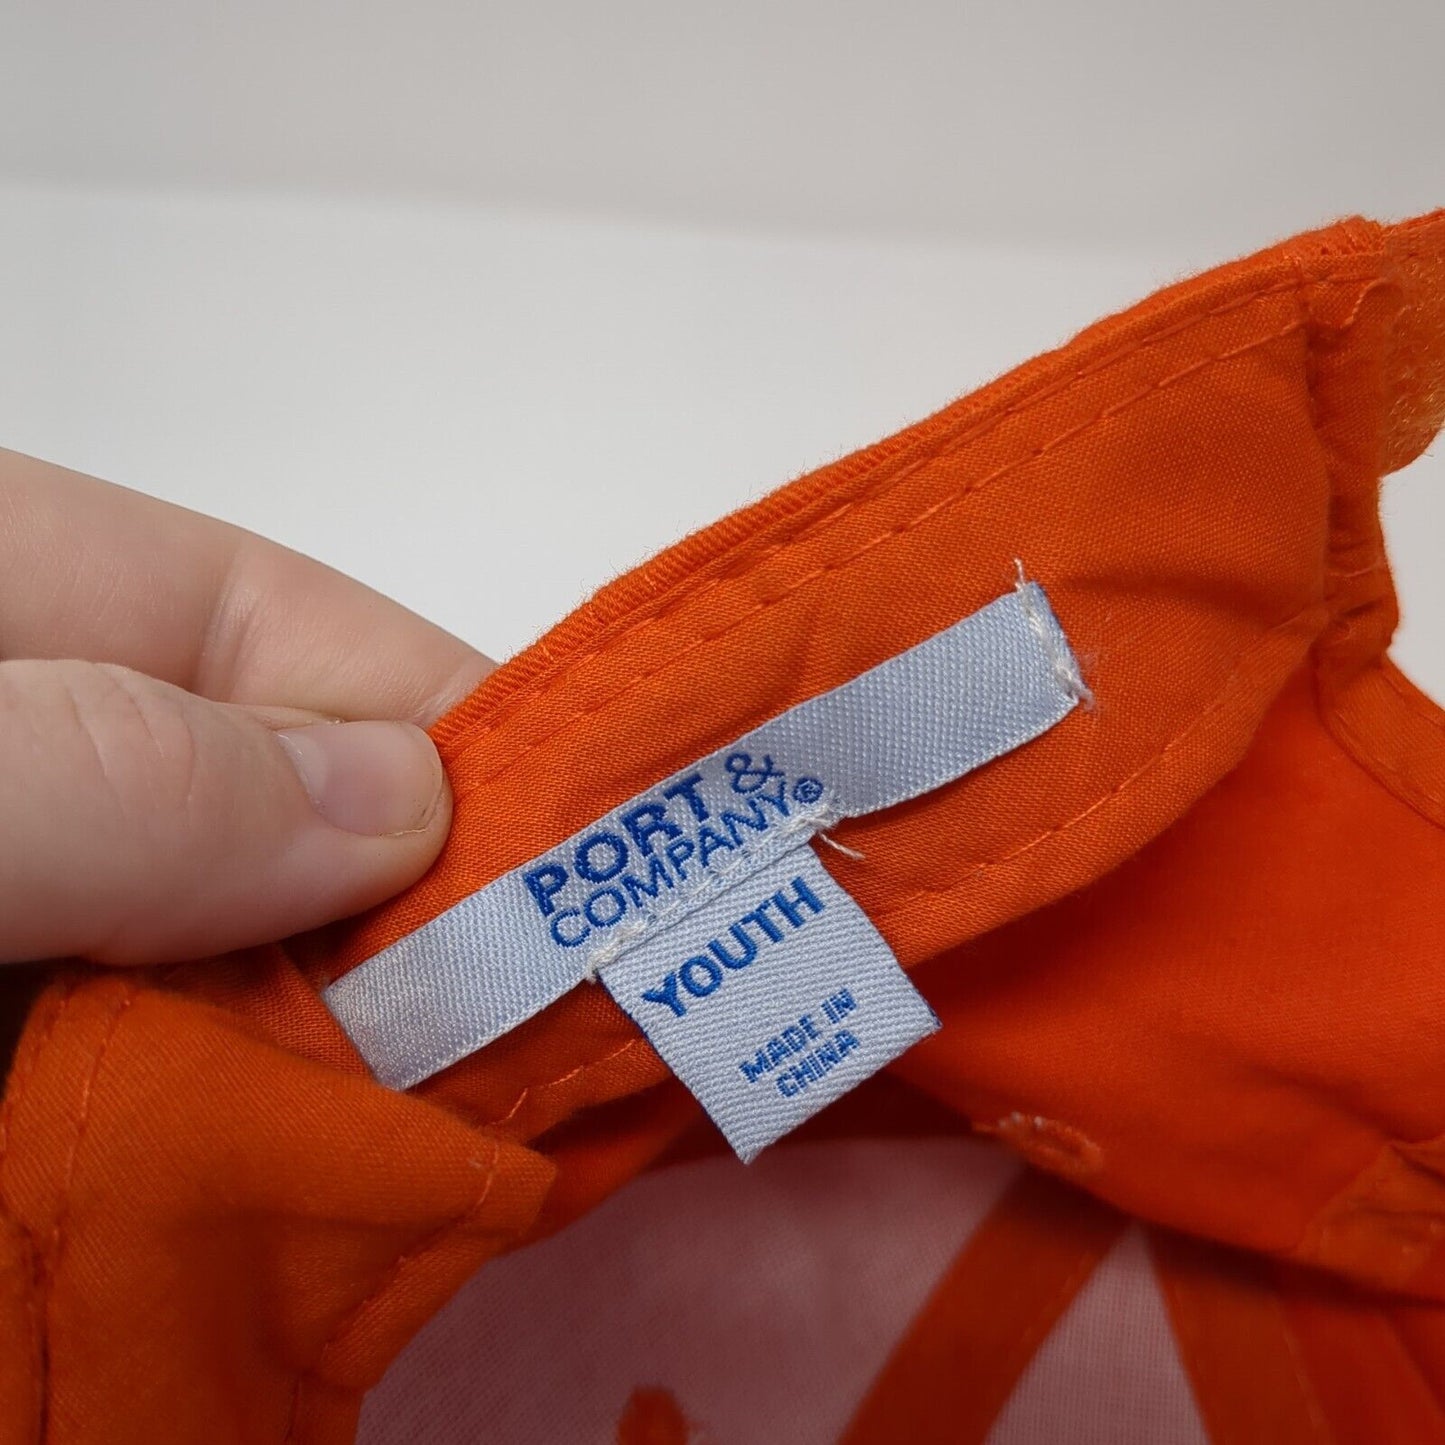 PORT &
COMPANY®
YOUTH
MADE IN
CHINA